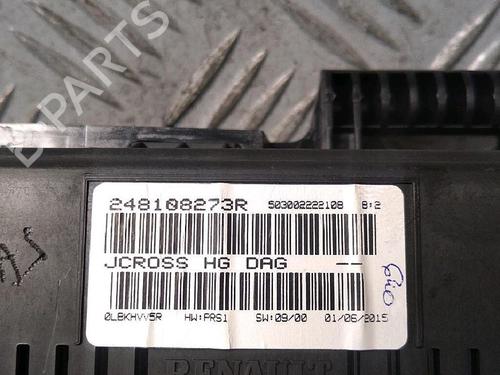 B-PARTS
248108273R 503002222108 B:2
JCROSS HG DAG --
0LBKHVV5R HW:PRS1 SW:09/00 01/06/2015
RENAULT